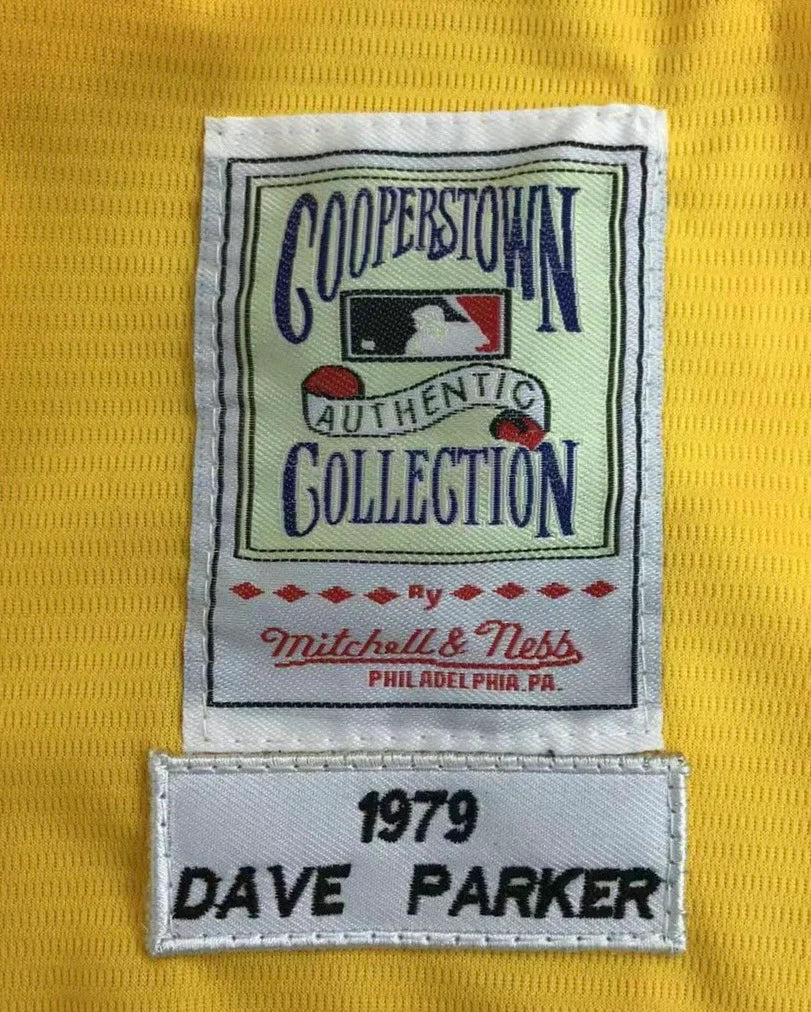 COOPERSTOWN
AUTHENTIC
COLLECTION
By
Mitchell & Ness
PHILADELPHIA.PA.
1979
DAVE PARKER